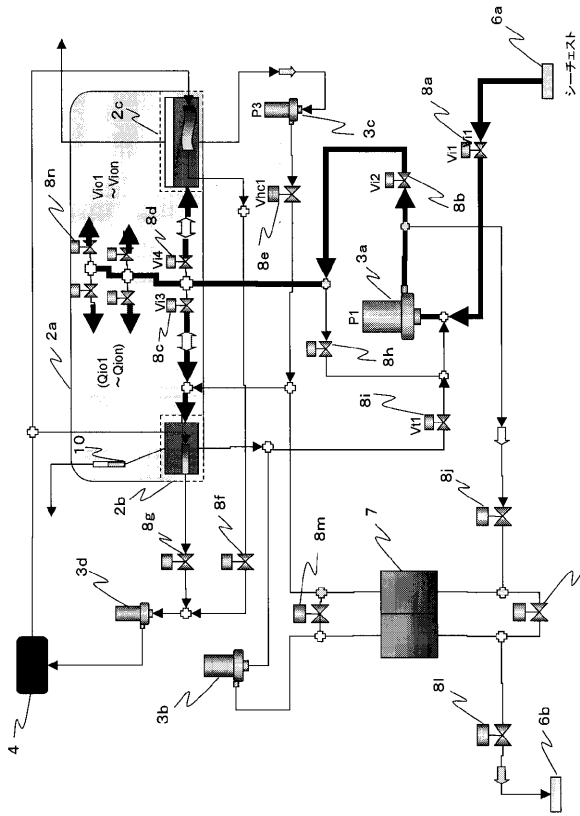 2a
8n
Vio1
~Vion
2c
(Qio1
~Qion)
8d
Vi4
Vi3
8c
10
2b
P3
3c
Vhc1
8e
6a
シーチェスト
8a
Vi1
Vi1
Vi2
8b
3a
P1
8h
8i
Vt1
8g
8f
3d
4
3b
8m
7
8j
8l
6b